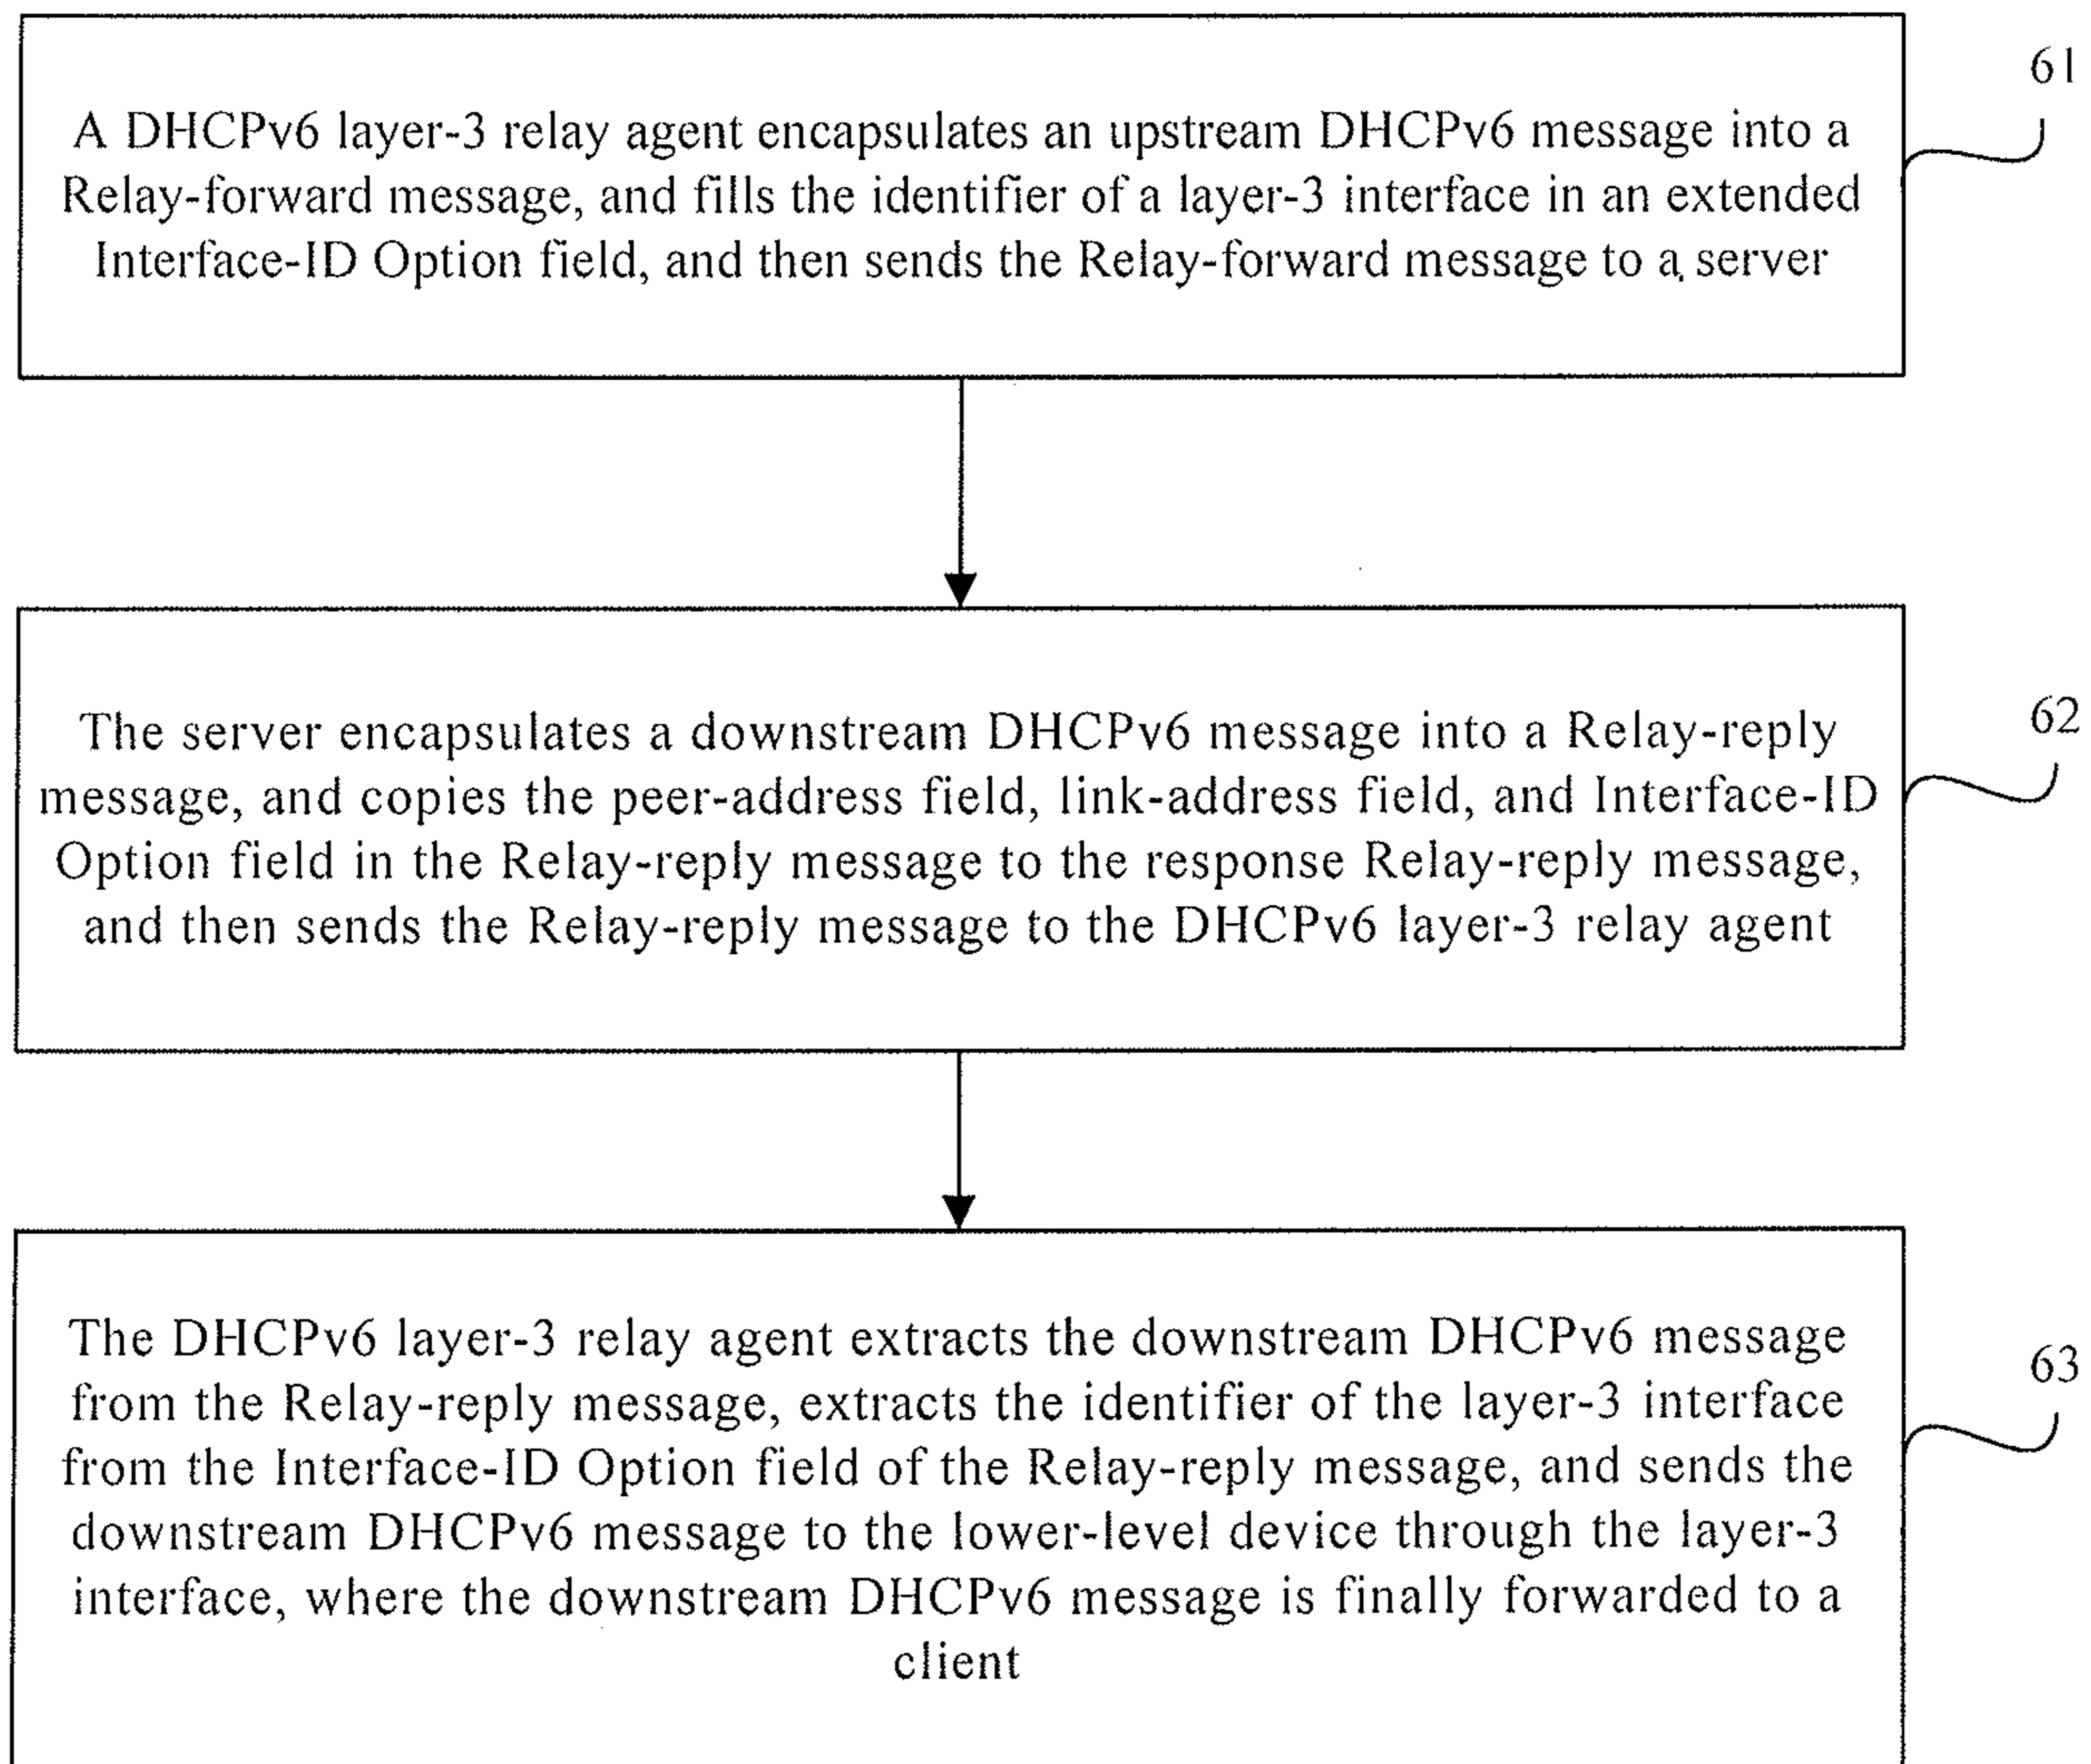 61
A DHCPv6 layer-3 relay agent encapsulates an upstream DHCPv6 message into a
Relay-forward message, and fills the identifier of a layer-3 interface in an extended
Interface-ID Option field, and then sends the Relay-forward message to a server
62
The server encapsulates a downstream DHCPv6 message into a Relay-reply
message, and copies the peer-address field, link-address field, and Interface-ID
Option field in the Relay-reply message to the response Relay-reply message,
and then sends the Relay-reply message to the DHCPv6 layer-3 relay agent
63
The DHCPv6 layer-3 relay agent extracts the downstream DHCPv6 message
from the Relay-reply message, extracts the identifier of the layer-3 interface
from the Interface-ID Option field of the Relay-reply message, and sends the
downstream DHCPv6 message to the lower-level device through the layer-3
interface, where the downstream DHCPv6 message is finally forwarded to a
client